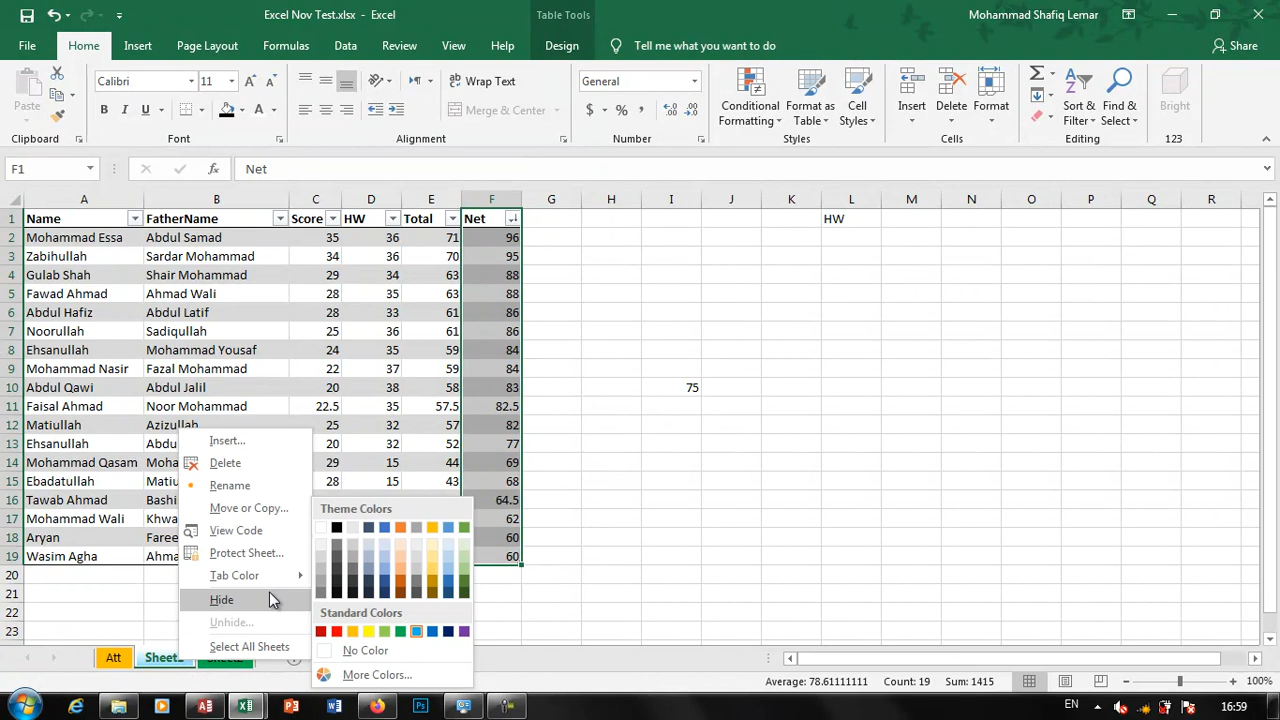 Excel Nov Test.xlsx - Excel
Table Tools
Mohammad Shafiq Lemar
File Home Insert Page Layout Formulas Data Review View Help Design Tell me what you want to do Share
Calibri 11 Wrap Text General
Paste Merge & Center $ % Conditional Formatting Format Table Cell Styles Insert Delete Format Sort & Filter Find & Select Bright
Clipboard Font Alignment Number Styles Cells Editing 123
F1 Net
A B C D E F G H I J K L M N O P Q R
1 Name FatherName Score HW Total Net HW
2 Mohammad Essa Abdul Samad 35 36 71 96
3 Zabihullah Sardar Mohammad 34 36 70 95
4 Gulab Shah Shair Mohammad 29 34 63 88
5 Fawad Ahmad Ahmad Wali 28 35 63 88
6 Abdul Hafiz Abdul Latif 28 33 61 86
7 Noorullah Sadiqullah 25 36 61 86
8 Ehsanullah Mohammad Yousaf 24 35 59 84
9 Mohammad Nasir Fazal Mohammad 22 37 59 84
10 Abdul Qawi Abdul Jalil 20 38 58 83 75
11 Faisal Ahmad Noor Mohammad 22.5 35 57.5 82.5
12 Matiullah Azizullah 25 32 57 82
13 Ehsanullah Abdu 20 32 52 77
14 Mohammad Qasam Moha 29 15 44 69
15 Ebadatullah Matiu 28 15 43 68
16 Tawab Ahmad Bashi 64.5
17 Mohammad Wali Khwa 62
18 Aryan Faree 60
19 Wasim Agha Ahma 60
20
21
22
23
Insert...
Delete
Rename
Move or Copy...
View Code
Protect Sheet...
Tab Color
Hide
Unhide...
Select All Sheets
Theme Colors
Standard Colors
No Color
More Colors...
Att
Average: 78.61111111 Count: 19 Sum: 1415 100%
EN 16:59